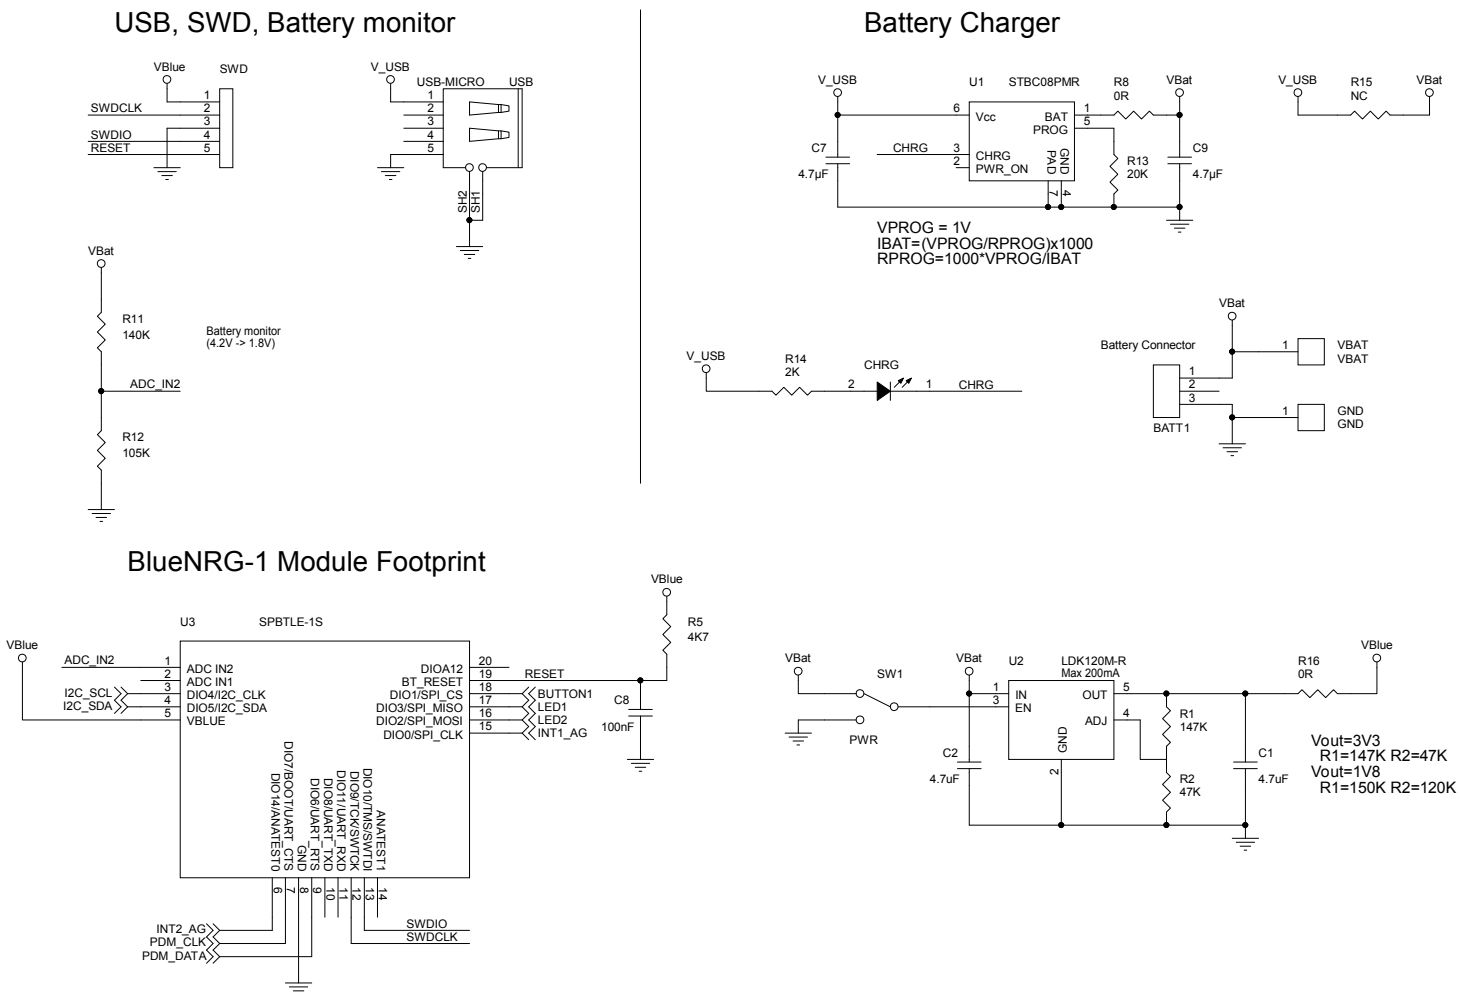 USB, SWD, Battery monitor
VBlue
SWD
SWDCLK
SWDIO
RESET
1
2
3
4
5
V_USB
USB-MICRO
USB
1
2
3
4
5
SH2
SH1
VBat
R11
140K
Battery monitor
(4.2V -> 1.8V)
ADC_IN2
R12
105K
Battery Charger
V_USB
U1
STBC08PMR
R8
0R
VBat
6
Vcc
BAT
1
PROG
5
C7
4.7µF
CHRG
3
CHRG
2
PWR_ON
GND
PAD
7
4
R13
20K
C9
4.7µF
V_USB
R15
NC
VBat
VPROG = 1V
IBAT=(VPROG/RPROG)x1000
RPROG=1000*VPROG/IBAT
V_USB
R14
2K
2
CHRG
1
CHRG
VBat
Battery Connector
1
2
3
BATT1
1
VBAT
VBAT
1
GND
GND
BlueNRG-1 Module Footprint
VBlue
U3
SPBTLE-1S
ADC_IN2
I2C_SCL
I2C_SDA
1
2
3
4
5
ADC IN2
ADC IN1
DIO4/I2C_CLK
DIO5/I2C_SDA
VBLUE
DIOA12
BT_RESET
DIO1/SPI_CS
DIO3/SPI_MISO
DIO2/SPI_MOSI
DIO0/SPI_CLK
20
19
18
17
16
15
RESET
BUTTON1
LED1
LED2
INT1_AG
VBlue
R5
4K7
C8
100nF
DIO14/ANATEST0
DIO7/BOOT/UART_CTS
GND
DIO6/UART_RTS
DIO8/UART_TXD
DIO11/UART_RXD
DIO9/TCK/SWTCK
DIO10/TMS/SWTDI
ANATEST1
6
7
8
9
10
11
12
13
14
INT2_AG
PDM_CLK
PDM_DATA
SWDIO
SWDCLK
VBat
SW1
PWR
VBat
U2
LDK120M-R
Max 200mA
1
IN
3
EN
OUT
5
ADJ
4
GND
2
C2
4.7uF
R1
147K
R2
47K
C1
4.7uF
R16
0R
VBlue
Vout=3V3
R1=147K R2=47K
Vout=1V8
R1=150K R2=120K